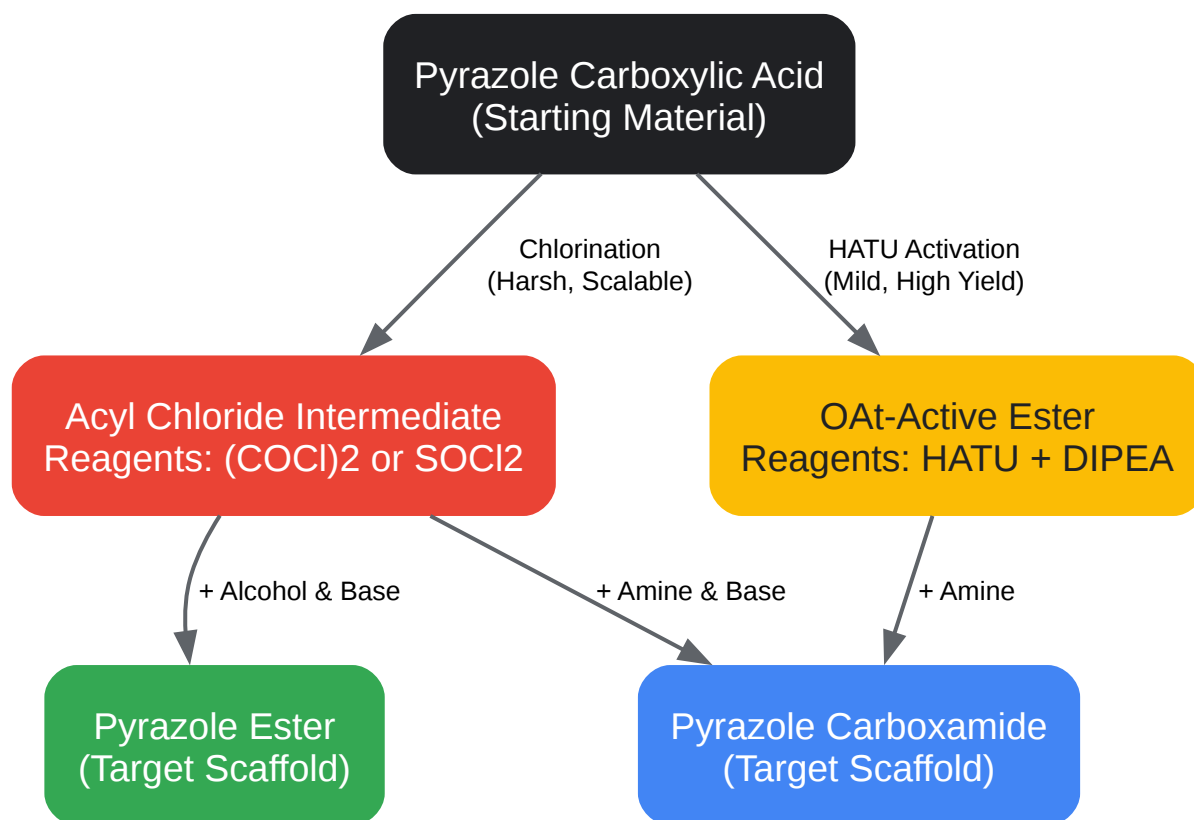 Pyrazole Carboxylic Acid
(Starting Material)
Chlorination
(Harsh, Scalable)
HATU Activation
(Mild, High Yield)
Acyl Chloride Intermediate
Reagents: (COCl)2 or SOCl2
OAt-Active Ester
Reagents: HATU + DIPEA
+ Alcohol & Base
+ Amine & Base
+ Amine
Pyrazole Ester
(Target Scaffold)
Pyrazole Carboxamide
(Target Scaffold)